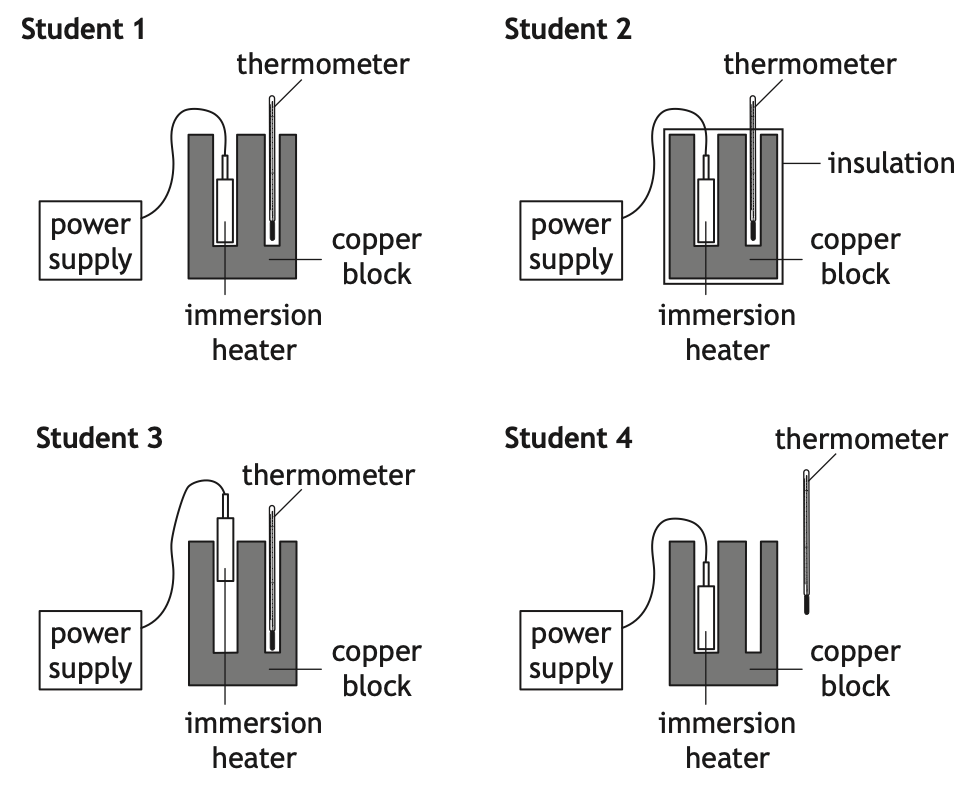 Student 1
thermometer
power
supply
copper
block
immersion
heater
Student 2
thermometer
insulation
power
supply
copper
block
immersion
heater
Student 3
thermometer
power
supply
copper
block
immersion
heater
Student 4
thermometer
power
supply
copper
block
immersion
heater